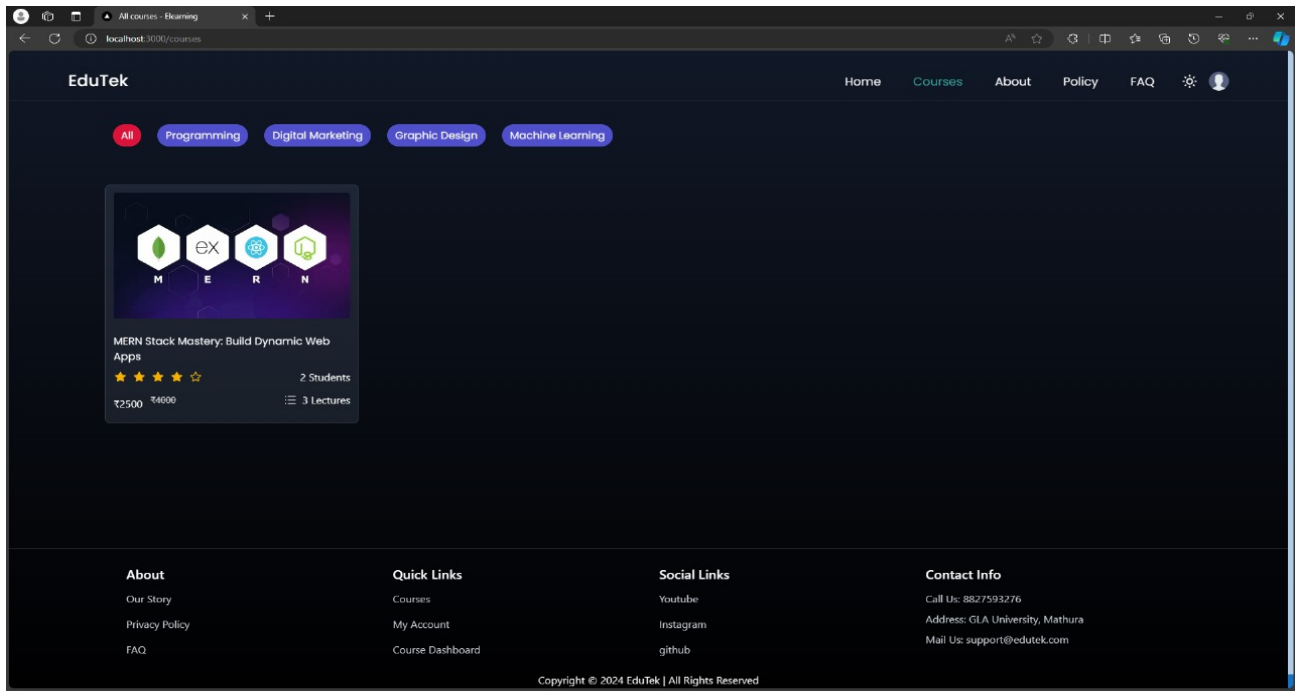 All courses - Elearning
localhost:3000/courses
EduTek
Home Courses About Policy FAQ
All Programming Digital Marketing Graphic Design Machine Learning
ex
M E R N
MERN Stack Mastery: Build Dynamic Web
Apps
2 Students
₹2500 ₹4000 3 Lectures
About Quick Links Social Links Contact Info
Our Story Courses Youtube Call Us: 8827593276
Privacy Policy My Account Instagram Address: GLA University, Mathura
FAQ Course Dashboard github Mail Us: support@edutek.com
Copyright © 2024 EduTek | All Rights Reserved